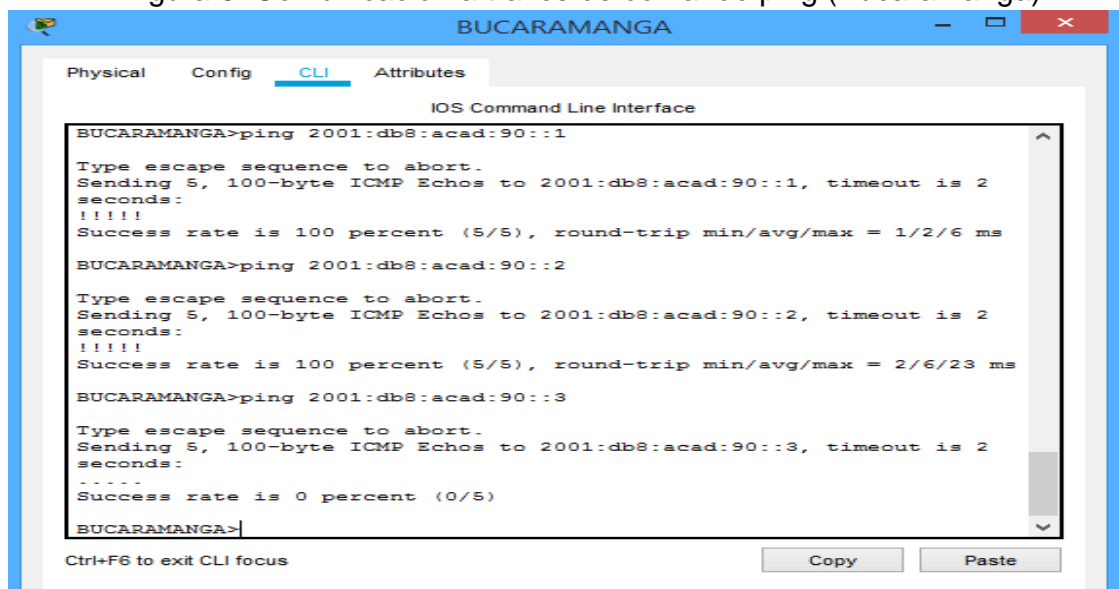 BUCARAMANGA
Physical Config CLI Attributes
IOS Command Line Interface
BUCARAMANGA>ping 2001:db8:acad:90::1
Type escape sequence to abort.
Sending 5, 100-byte ICMP Echos to 2001:db8:acad:90::1, timeout is 2
seconds:
!!!!!
Success rate is 100 percent (5/5), round-trip min/avg/max = 1/2/6 ms
BUCARAMANGA>ping 2001:db8:acad:90::2
Type escape sequence to abort.
Sending 5, 100-byte ICMP Echos to 2001:db8:acad:90::2, timeout is 2
seconds:
!!!!!
Success rate is 100 percent (5/5), round-trip min/avg/max = 2/6/23 ms
BUCARAMANGA>ping 2001:db8:acad:90::3
Type escape sequence to abort.
Sending 5, 100-byte ICMP Echos to 2001:db8:acad:90::3, timeout is 2
seconds:
.....
Success rate is 0 percent (0/5)
BUCARAMANGA>
Ctrl+F6 to exit CLI focus
Copy Paste